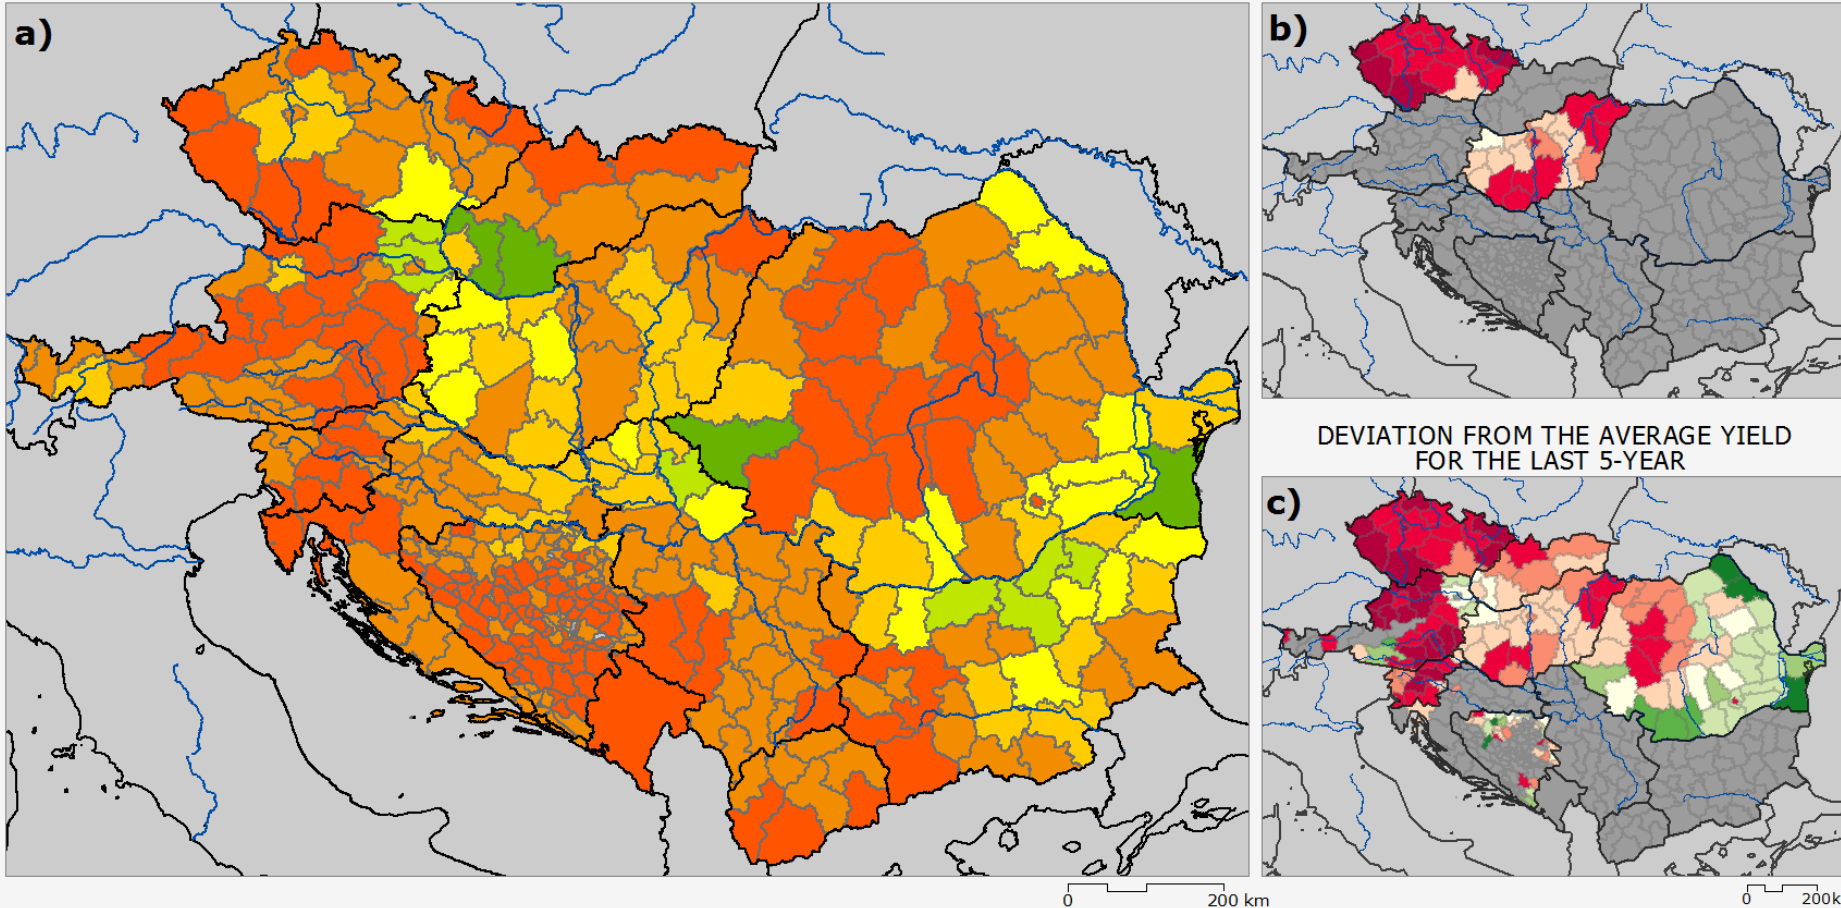 a)
b)
DEVIATION FROM THE AVERAGE YIELD
FOR THE LAST 5-YEAR
c)
0 200 km
0 200k